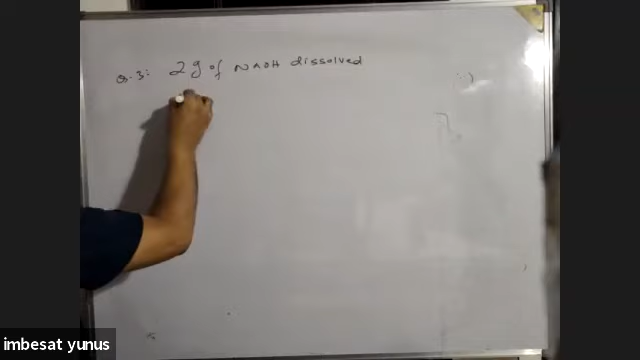 Q.3: 2g of NaOH dissolved
imbesat yunus